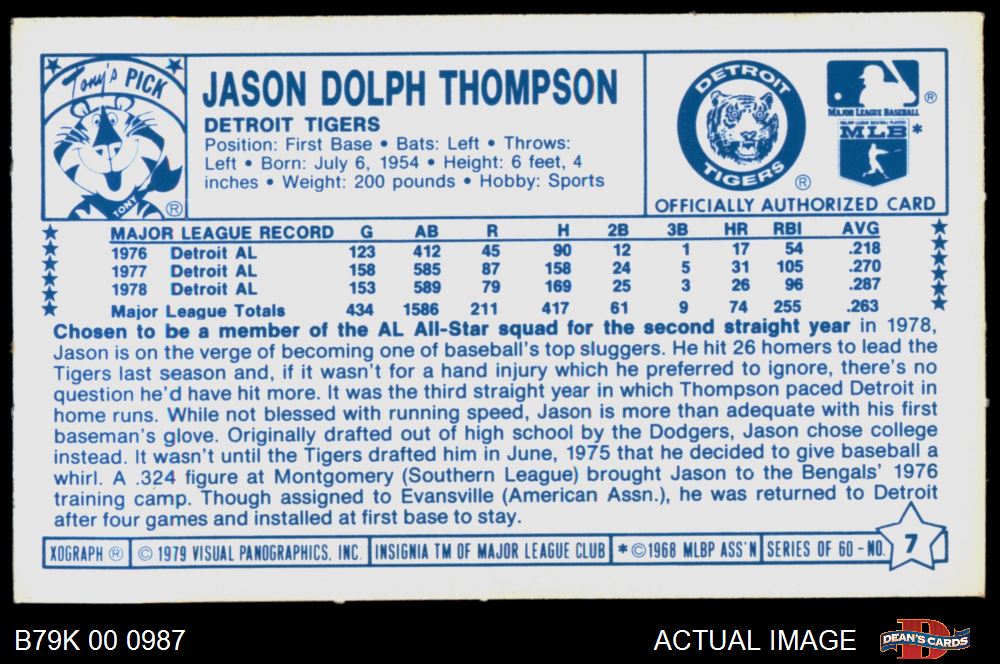 Tony's PICK
TONY
®
JASON DOLPH THOMPSON
DETROIT TIGERS
Position: First Base • Bats: Left • Throws:
Left • Born: July 6, 1954 • Height: 6 feet, 4
inches • Weight: 200 pounds • Hobby: Sports
DETROIT
TIGERS
®
MAJOR LEAGUE BASEBALL
®
MAJOR LEAGUE BASEBALL PLAYERS
MLB*
OFFICIALLY AUTHORIZED CARD
MAJOR LEAGUE RECORD G AB R H 2B 3B HR RBI AVG
1976 Detroit AL 123 412 45 90 12 1 17 54 .218
1977 Detroit AL 158 585 87 158 24 5 31 105 .270
1978 Detroit AL 153 589 79 169 25 3 26 96 .287
Major League Totals 434 1586 211 417 61 9 74 255 .263
Chosen to be a member of the AL All-Star squad for the second straight year in 1978,
Jason is on the verge of becoming one of baseball's top sluggers. He hit 26 homers to lead the
Tigers last season and, if it wasn't for a hand injury which he preferred to ignore, there's no
question he'd have hit more. It was the third straight year in which Thompson paced Detroit in
home runs. While not blessed with running speed, Jason is more than adequate with his first
baseman's glove. Originally drafted out of high school by the Dodgers, Jason chose college
instead. It wasn't until the Tigers drafted him in June, 1975 that he decided to give baseball a
whirl. A .324 figure at Montgomery (Southern League) brought Jason to the Bengals' 1976
training camp. Though assigned to Evansville (American Assn.), he was returned to Detroit
after four games and installed at first base to stay.
XOGRAPH ® © 1979 VISUAL PANOGRAPHICS, INC. INSIGNIA TM OF MAJOR LEAGUE CLUB * © 1968 MLBP ASS'N SERIES OF 60 - NO. 7
B79K 00 0987
ACTUAL IMAGE
D
DEAN'S CARDS